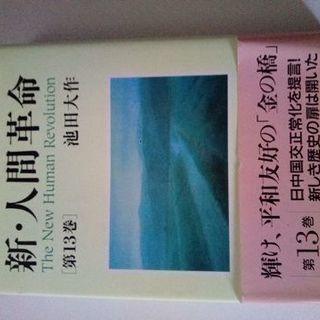 新・人間革命
The New Human Revolution
池田大作
[第13巻]
輝け、平和友好の「金の橋」
日中国交正常化を提言!
新しき歴史の扉は開いた
第13巻